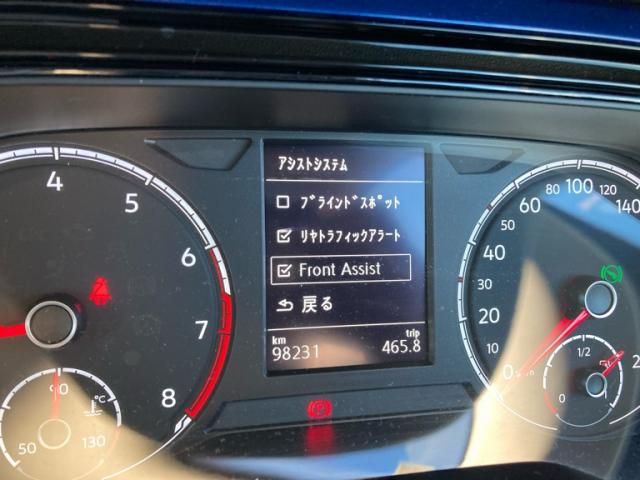 アシストシステム
ブラインドスポット
リヤトラフィックアラート
Front Assist
戻る
km trip
98231 465.8
4 5 6 7 8
50 90 130 °C
0 10 20 30 40 60 80 100 120 140
0 1/2
P